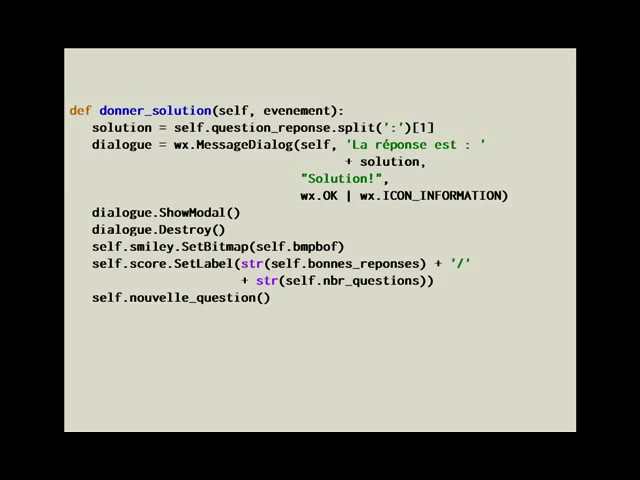 def donner_solution(self, evenement):
solution = self.question_reponse.split(':')[1]
dialogue = wx.MessageDialog(self, 'La réponse est : '
+ solution,
"Solution!",
wx.OK | wx.ICON_INFORMATION)
dialogue.ShowModal()
dialogue.Destroy()
self.smiley.SetBitmap(self.bmpbof)
self.score.SetLabel(str(self.bonnes_reponses) + '/'
+ str(self.nbr_questions))
self.nouvelle_question()